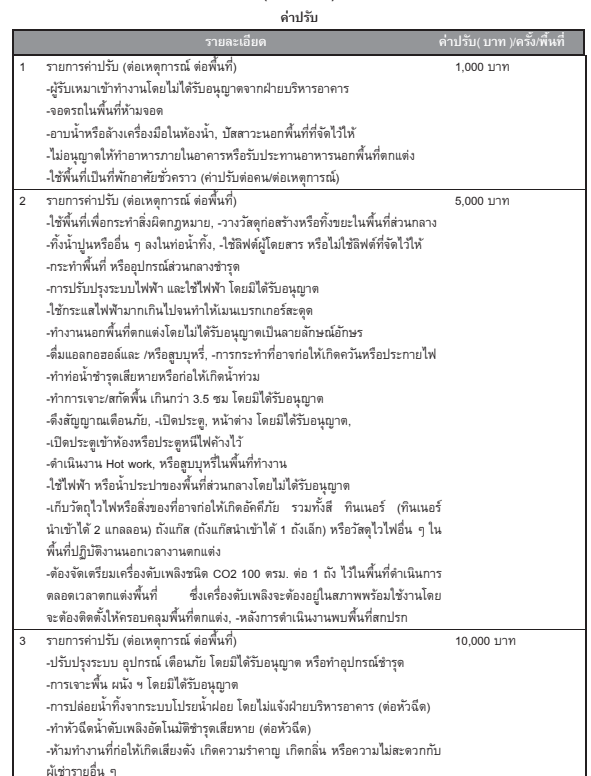 ค่าปรับ
รายละเอียด ค่าปรับ( บาท )/ครั้ง/พื้นที่
1 รายการค่าปรับ (ต่อเหตุการณ์ ต่อพื้นที่) 1,000 บาท
-ผู้รับเหมาเข้าทำงานโดยไม่ได้รับอนุญาตจากฝ่ายบริหารอาคาร
-จอดรถในพื้นที่ห้ามจอด
-อาบน้ำหรือล้างเครื่องมือในห้องน้ำ, ปัสสาวะนอกพื้นที่ที่จัดไว้ให้
-ไม่อนุญาตให้ทำอาหารภายในอาคารหรือรับประทานอาหารนอกพื้นที่ตกแต่ง
-ใช้พื้นที่เป็นที่พักอาศัยชั่วคราว (ค่าปรับต่อคน/ต่อเหตุการณ์)
2 รายการค่าปรับ (ต่อเหตุการณ์ ต่อพื้นที่) 5,000 บาท
-ใช้พื้นที่เพื่อกระทำสิ่งผิดกฎหมาย, -วางวัสดุก่อสร้างหรือทิ้งขยะในพื้นที่ส่วนกลาง
-ทิ้งน้ำปูนหรืออื่น ๆ ลงในท่อน้ำทิ้ง, -ใช้ลิฟต์ผู้โดยสาร หรือไม่ใช้ลิฟต์ที่จัดไว้ให้
-กระทำพื้นที่ หรืออุปกรณ์ส่วนกลางชำรุด
-การปรับปรุงระบบไฟฟ้า และใช้ไฟฟ้า โดยมิได้รับอนุญาต
-ใช้กระแสไฟฟ้ามากเกินไปจนทำให้เมนเบรกเกอร์สะดุด
-ทำงานนอกพื้นที่ตกแต่งโดยไม่ได้รับอนุญาตเป็นลายลักษณ์อักษร
-ดื่มแอลกอฮอล์และ /หรือสูบบุหรี่, -การกระทำที่อาจก่อให้เกิดควันหรือประกายไฟ
-ทำท่อน้ำชำรุดเสียหายหรือก่อให้เกิดน้ำท่วม
-ทำการเจาะ/สกัดพื้น เกินกว่า 3.5 ซม โดยมิได้รับอนุญาต
-ดึงสัญญาณเตือนภัย, -เปิดประตู, หน้าต่าง โดยมิได้รับอนุญาต,
-เปิดประตูเข้าห้องหรือประตูหนีไฟค้างไว้
-ดำเนินงาน Hot work, หรือสูบบุหรี่ในพื้นที่ทำงาน
-ใช้ไฟฟ้า หรือน้ำประปาของพื้นที่ส่วนกลางโดยไม่ได้รับอนุญาต
-เก็บวัตถุไวไฟหรือสิ่งของที่อาจก่อให้เกิดอัคคีภัย รวมทั้งสี ทินเนอร์ (ทินเนอร์
นำเข้าได้ 2 แกลลอน) ถังแก๊ส (ถังแก๊สนำเข้าได้ 1 ถังเล็ก) หรือวัสดุไวไฟอื่น ๆ ใน
พื้นที่ปฏิบัติงานนอกเวลางานตกแต่ง
-ต้องจัดเตรียมเครื่องดับเพลิงชนิด CO2 100 ตรม. ต่อ 1 ถัง ไว้ในพื้นที่ดำเนินการ
ตลอดเวลาตกแต่งพื้นที่ ซึ่งเครื่องดับเพลิงจะต้องอยู่ในสภาพพร้อมใช้งานโดย
จะต้องติดตั้งให้ครอบคลุมพื้นที่ตกแต่ง, -หลังการดำเนินงานพบพื้นที่สกปรก
3 รายการค่าปรับ (ต่อเหตุการณ์ ต่อพื้นที่) 10,000 บาท
-ปรับปรุงระบบ อุปกรณ์ เตือนภัย โดยมิได้รับอนุญาต หรือทำอุปกรณ์ชำรุด
-การเจาะพื้น ผนัง ฯ โดยมิได้รับอนุญาต
-การปล่อยน้ำทิ้งจากระบบโปรยน้ำฝอย โดยไม่แจ้งฝ่ายบริหารอาคาร (ต่อหัวฉีด)
-ทำหัวฉีดน้ำดับเพลิงอัตโนมัติชำรุดเสียหาย (ต่อหัวฉีด)
-ห้ามทำงานที่ก่อให้เกิดเสียงดัง เกิดความรำคาญ เกิดกลิ่น หรือความไม่สะดวกกับ
ผู้เช่ารายอื่น ๆ